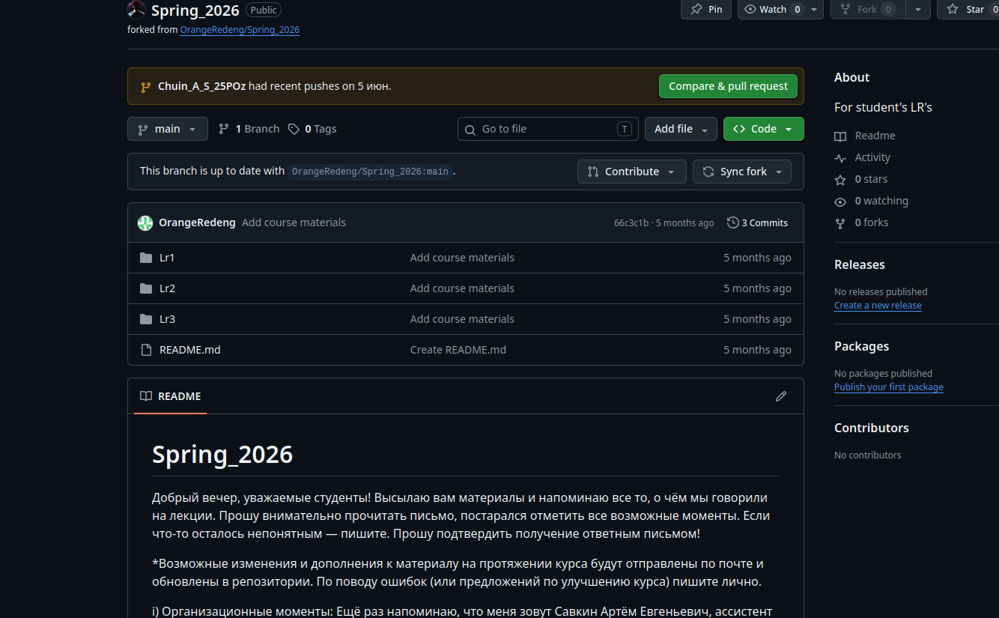 Spring_2026 Public Pin Watch 0 Fork 0 Star 0
forked from OrangeRedeng/Spring_2026
Chuin_A_S_25POz had recent pushes on 5 июн. Compare & pull request
main 1 Branch 0 Tags Go to file T Add file Code
This branch is up to date with OrangeRedeng/Spring_2026:main . Contribute Sync fork
OrangeRedeng Add course materials 66c3c1b · 5 months ago 3 Commits
Lr1 Add course materials 5 months ago
Lr2 Add course materials 5 months ago
Lr3 Add course materials 5 months ago
README.md Create README.md 5 months ago
README
Spring_2026
Добрый вечер, уважаемые студенты! Высылаю вам материалы и напоминаю все то, о чём мы говорили
на лекции. Прошу внимательно прочитать письмо, постарался отметить все возможные моменты. Если
что-то осталось непонятным — пишите. Прошу подтвердить получение ответным письмом!
*Возможные изменения и дополнения к материалу на протяжении курса будут отправлены по почте и
обновлены в репозитории. По поводу ошибок (или предложений по улучшению курса) пишите лично.
i) Организационные моменты: Ещё раз напоминаю, что меня зовут Савкин Артём Евгеньевич, ассистент
About
For student's LR's
Readme
Activity
0 stars
0 watching
0 forks
Releases
No releases published
Create a new release
Packages
No packages published
Publish your first package
Contributors
No contributors